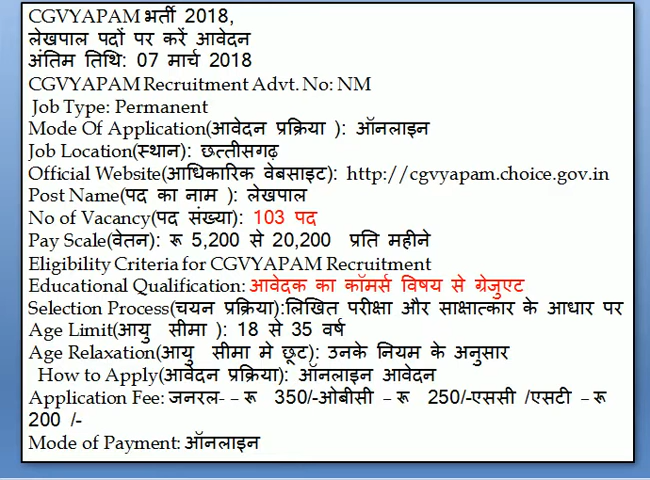 CGVYAPAM भर्ती 2018,
लेखपाल पदों पर करें आवेदन
अंतिम तिथि: 07 मार्च 2018
CGVYAPAM Recruitment Advt. No: NM
Job Type: Permanent
Mode Of Application(आवेदन प्रक्रिया ): ऑनलाइन
Job Location(स्थान): छत्तीसगढ़
Official Website(आधिकारिक वेबसाइट): http://cgvyapam.choice.gov.in
Post Name(पद का नाम ): लेखपाल
No of Vacancy(पद संख्या): 103 पद
Pay Scale(वेतन): रू 5,200 से 20,200 प्रति महीने
Eligibility Criteria for CGVYAPAM Recruitment
Educational Qualification: आवेदक का कॉमर्स विषय से ग्रेजुएट
Selection Process(चयन प्रक्रिया):लिखित परीक्षा और साक्षात्कार के आधार पर
Age Limit(आयु सीमा ): 18 से 35 वर्ष
Age Relaxation(आयु सीमा मे छूट): उनके नियम के अनुसार
How to Apply(आवेदन प्रक्रिया): ऑनलाइन आवेदन
Application Fee: जनरल- – रू 350/-ओबीसी – रू 250/-एससी /एसटी – रू
200 /-
Mode of Payment: ऑनलाइन